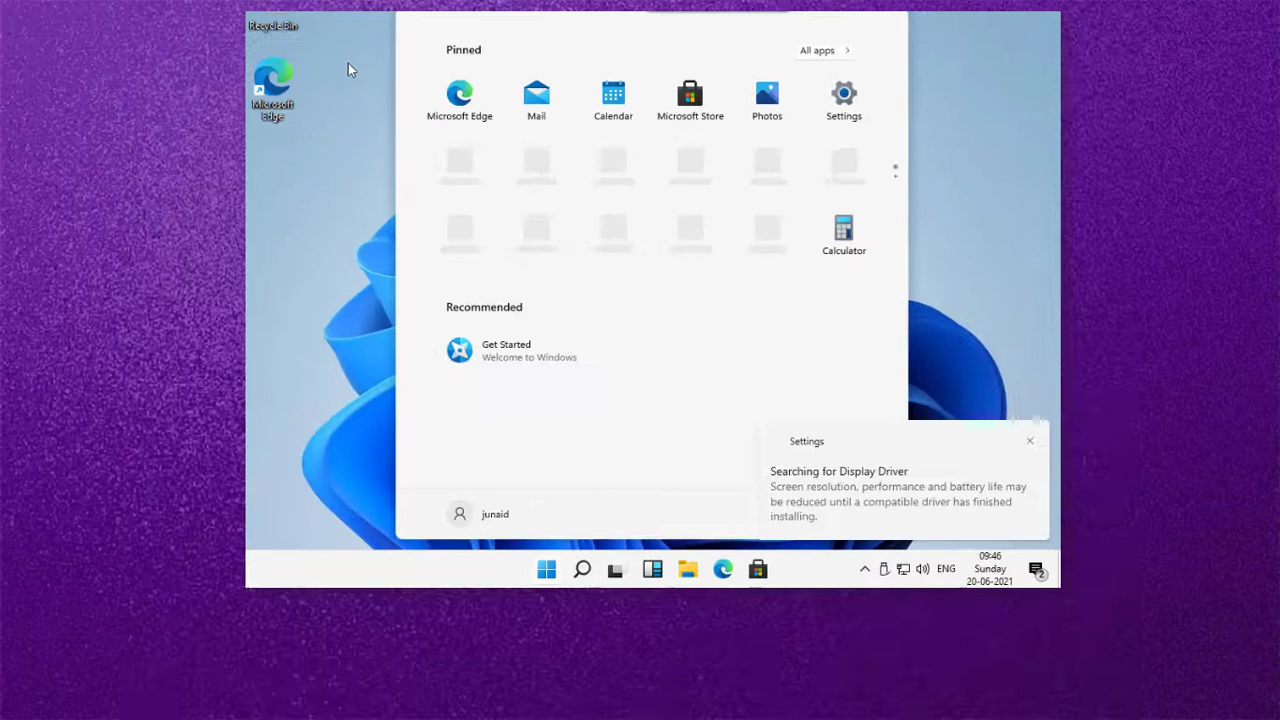 Recycle Bin
Microsoft
Edge
Pinned
All apps
Microsoft Edge
Mail
Calendar
Microsoft Store
Photos
Settings
Calculator
Recommended
Get Started
Welcome to Windows
Settings
Searching for Display Driver
Screen resolution, performance and battery life may
be reduced until a compatible driver has finished
installing.
junaid
ENG
09:46
Sunday
20-06-2021
2